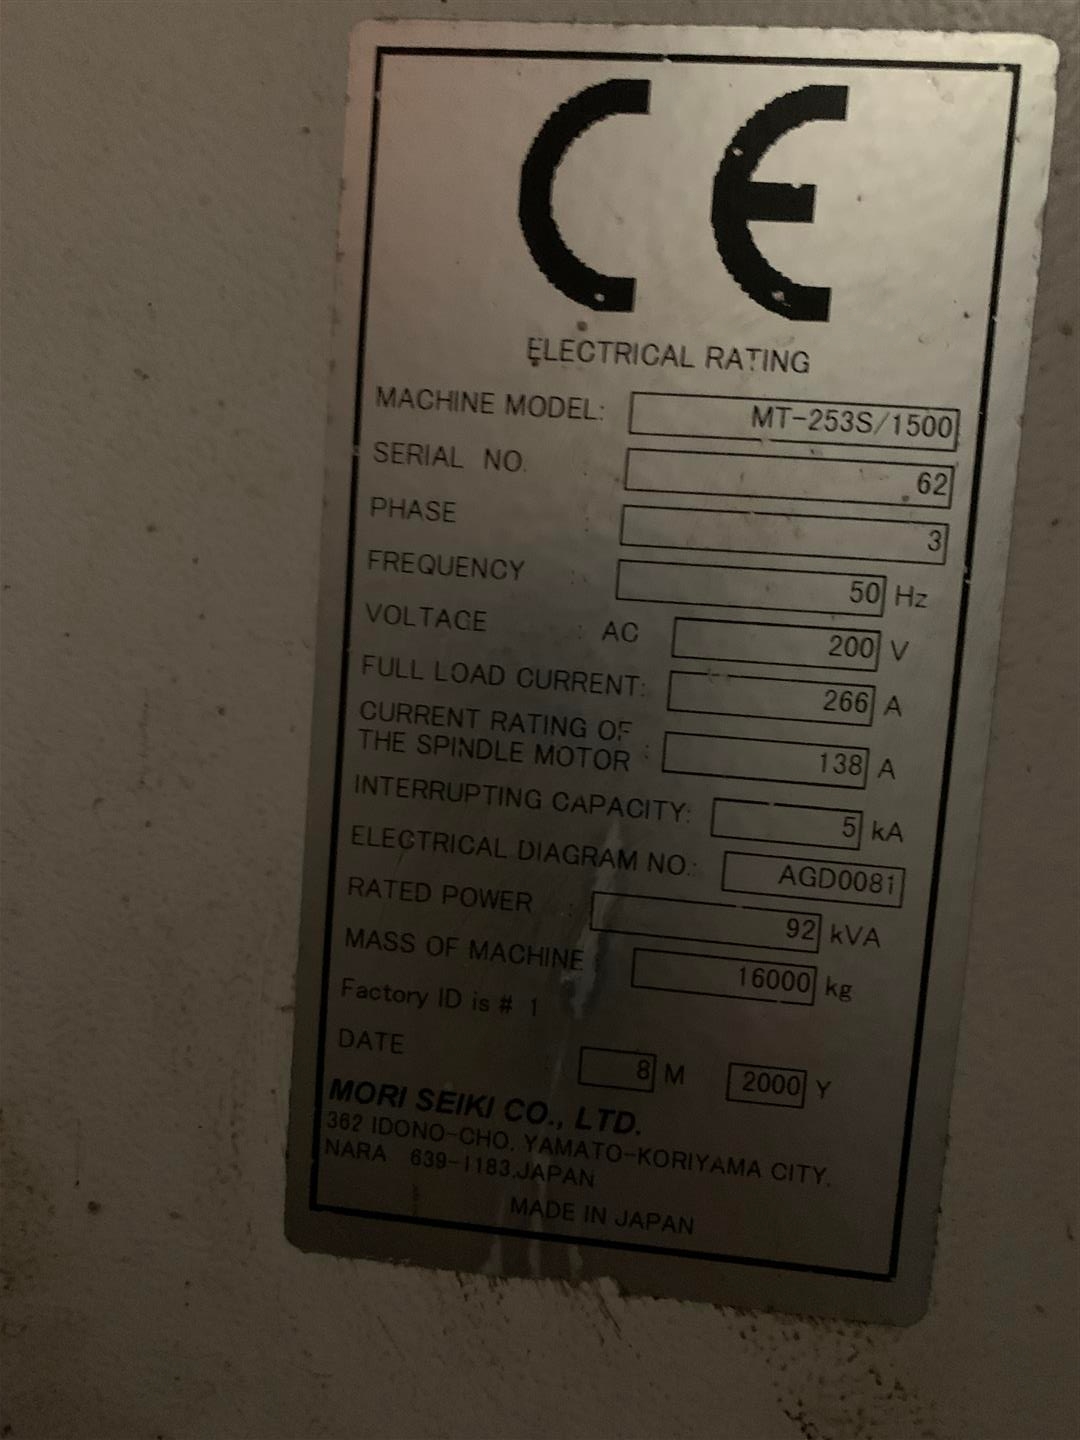 CE
ELECTRICAL RATING
MACHINE MODEL: MT-253S/1500
SERIAL NO. : 62
PHASE : 3
FREQUENCY : 50 Hz
VOLTAGE : AC 200 V
FULL LOAD CURRENT: 266 A
CURRENT RATING OF
THE SPINDLE MOTOR : 138 A
INTERRUPTING CAPACITY: 5 kA
ELECTRICAL DIAGRAM NO.: AGD0081
RATED POWER : 92 kVA
MASS OF MACHINE 16000 kg
Factory ID is # 1
DATE 8 M 2000 Y
MORI SEIKI CO., LTD.
362 IDONO-CHO, YAMATO-KORIYAMA CITY,
NARA 639-1183,JAPAN
MADE IN JAPAN